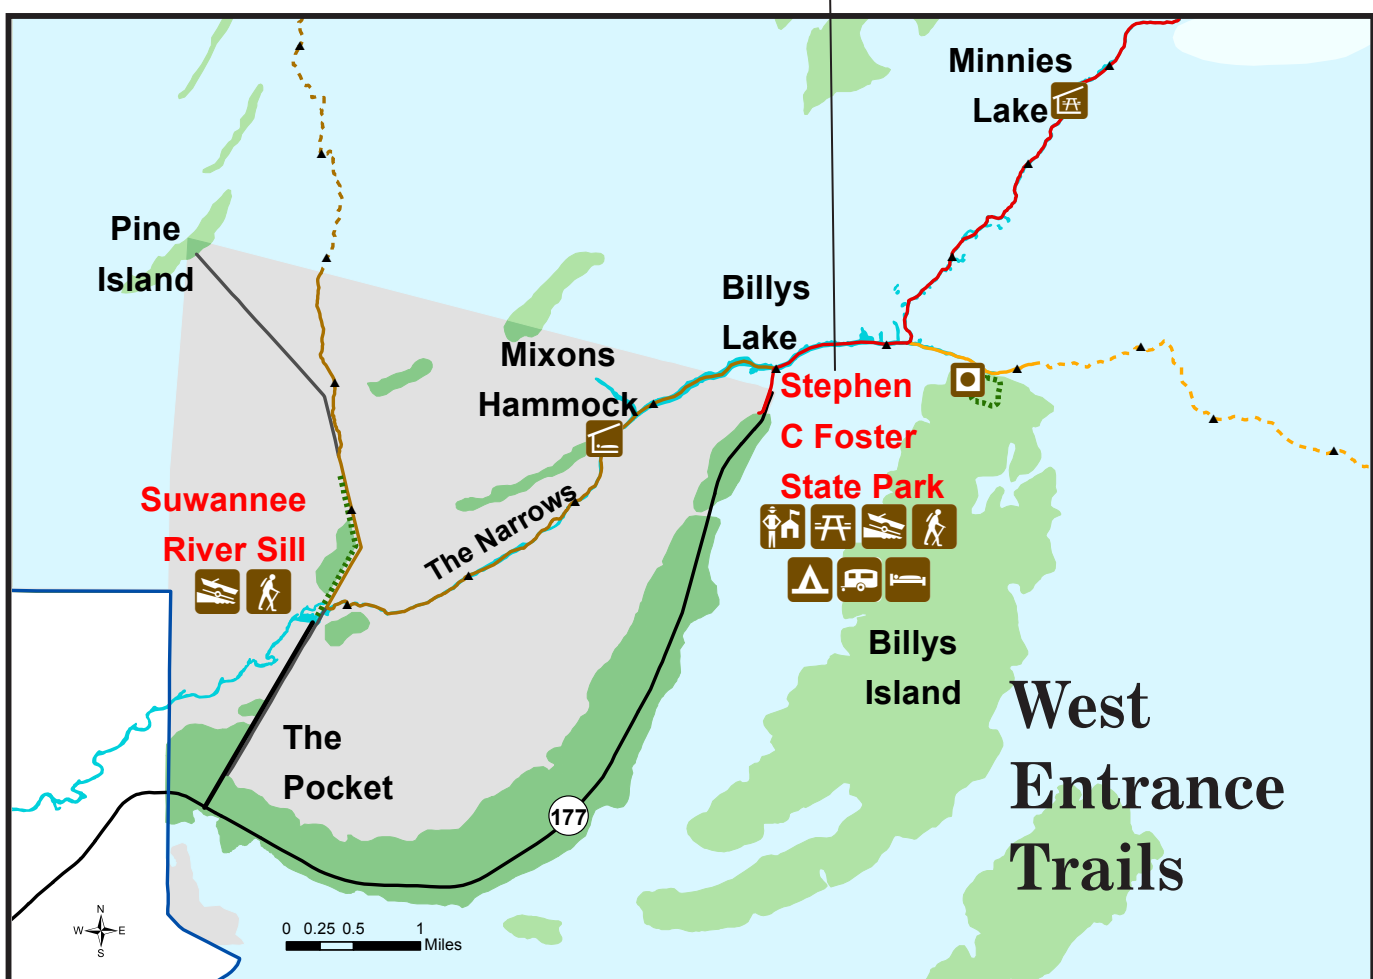 Minnies
Lake
Pine
Island
Billys
Lake
Mixons
Hammock
Stephen
C Foster
State Park
Suwannee
River Sill
The Narrows
Billys
Island
West
Entrance
Trails
The
Pocket
177
N
W E
S
0 0.25 0.5 1
Miles